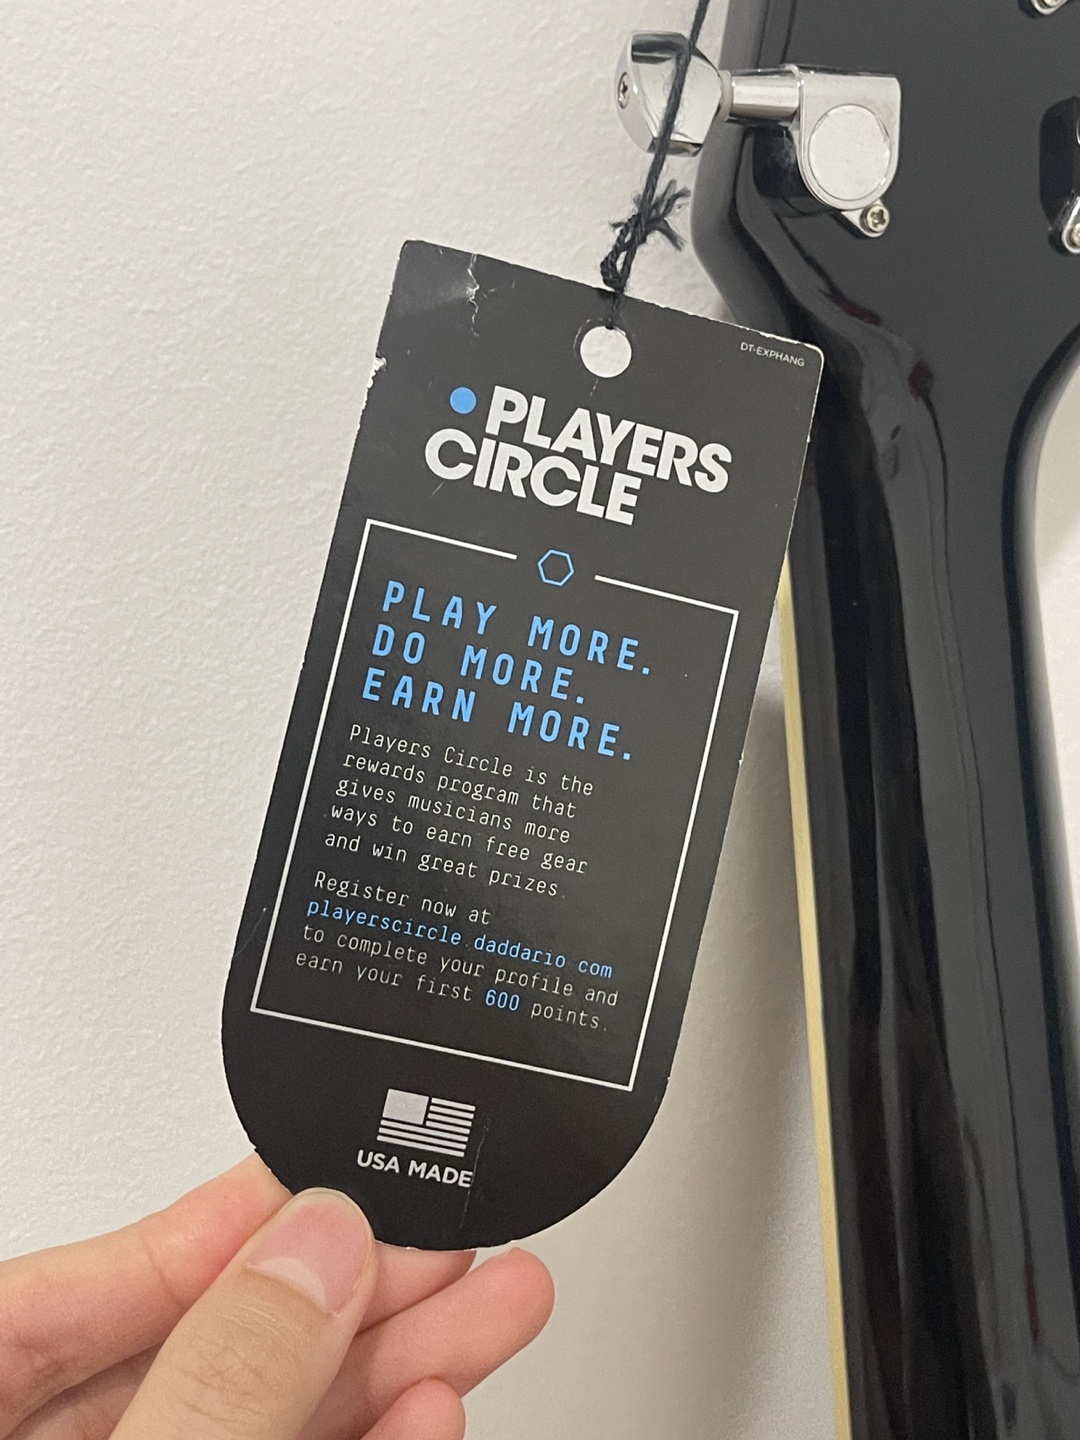 DT-EXPHANG
PLAYERS
CIRCLE
PLAY MORE.
DO MORE.
EARN MORE.
Players Circle is the
rewards program that
gives musicians more
ways to earn free gear
and win great prizes.
Register now at
playerscircle.daddario.com
to complete your profile and
earn your first 600 points.
USA MADE